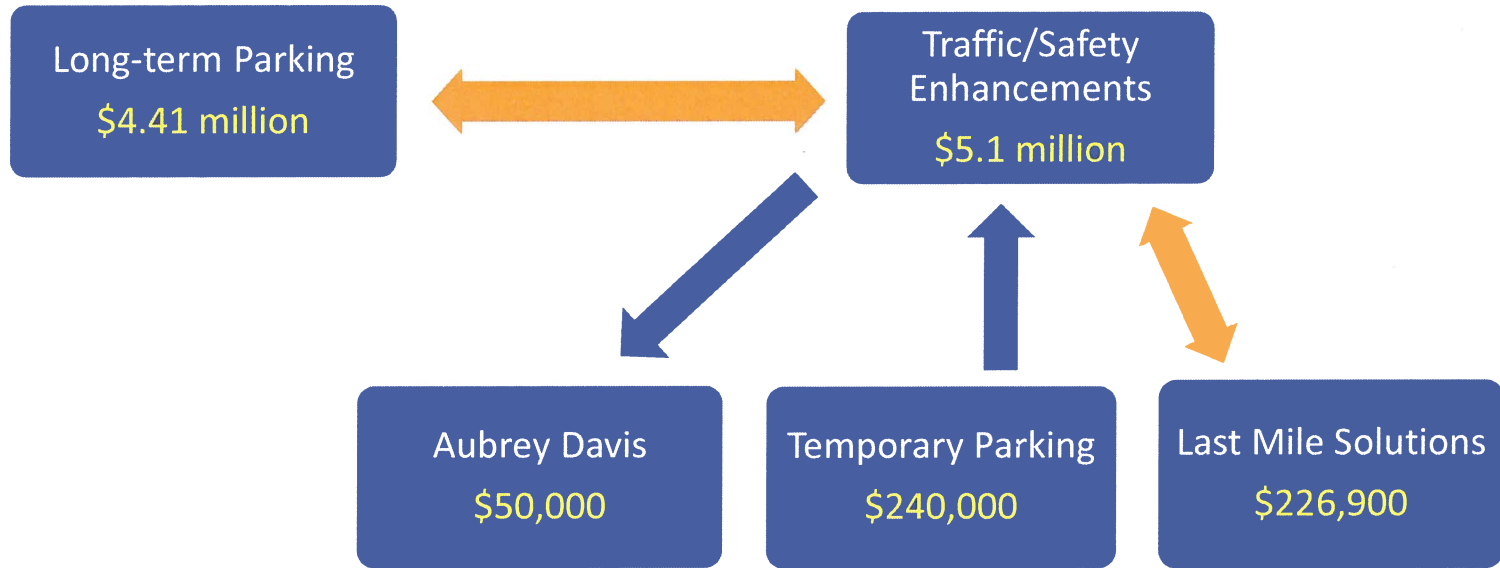 Long-term Parking
$4.41 million
Traffic/Safety
Enhancements
$5.1 million
Aubrey Davis
$50,000
Temporary Parking
$240,000
Last Mile Solutions
$226,900